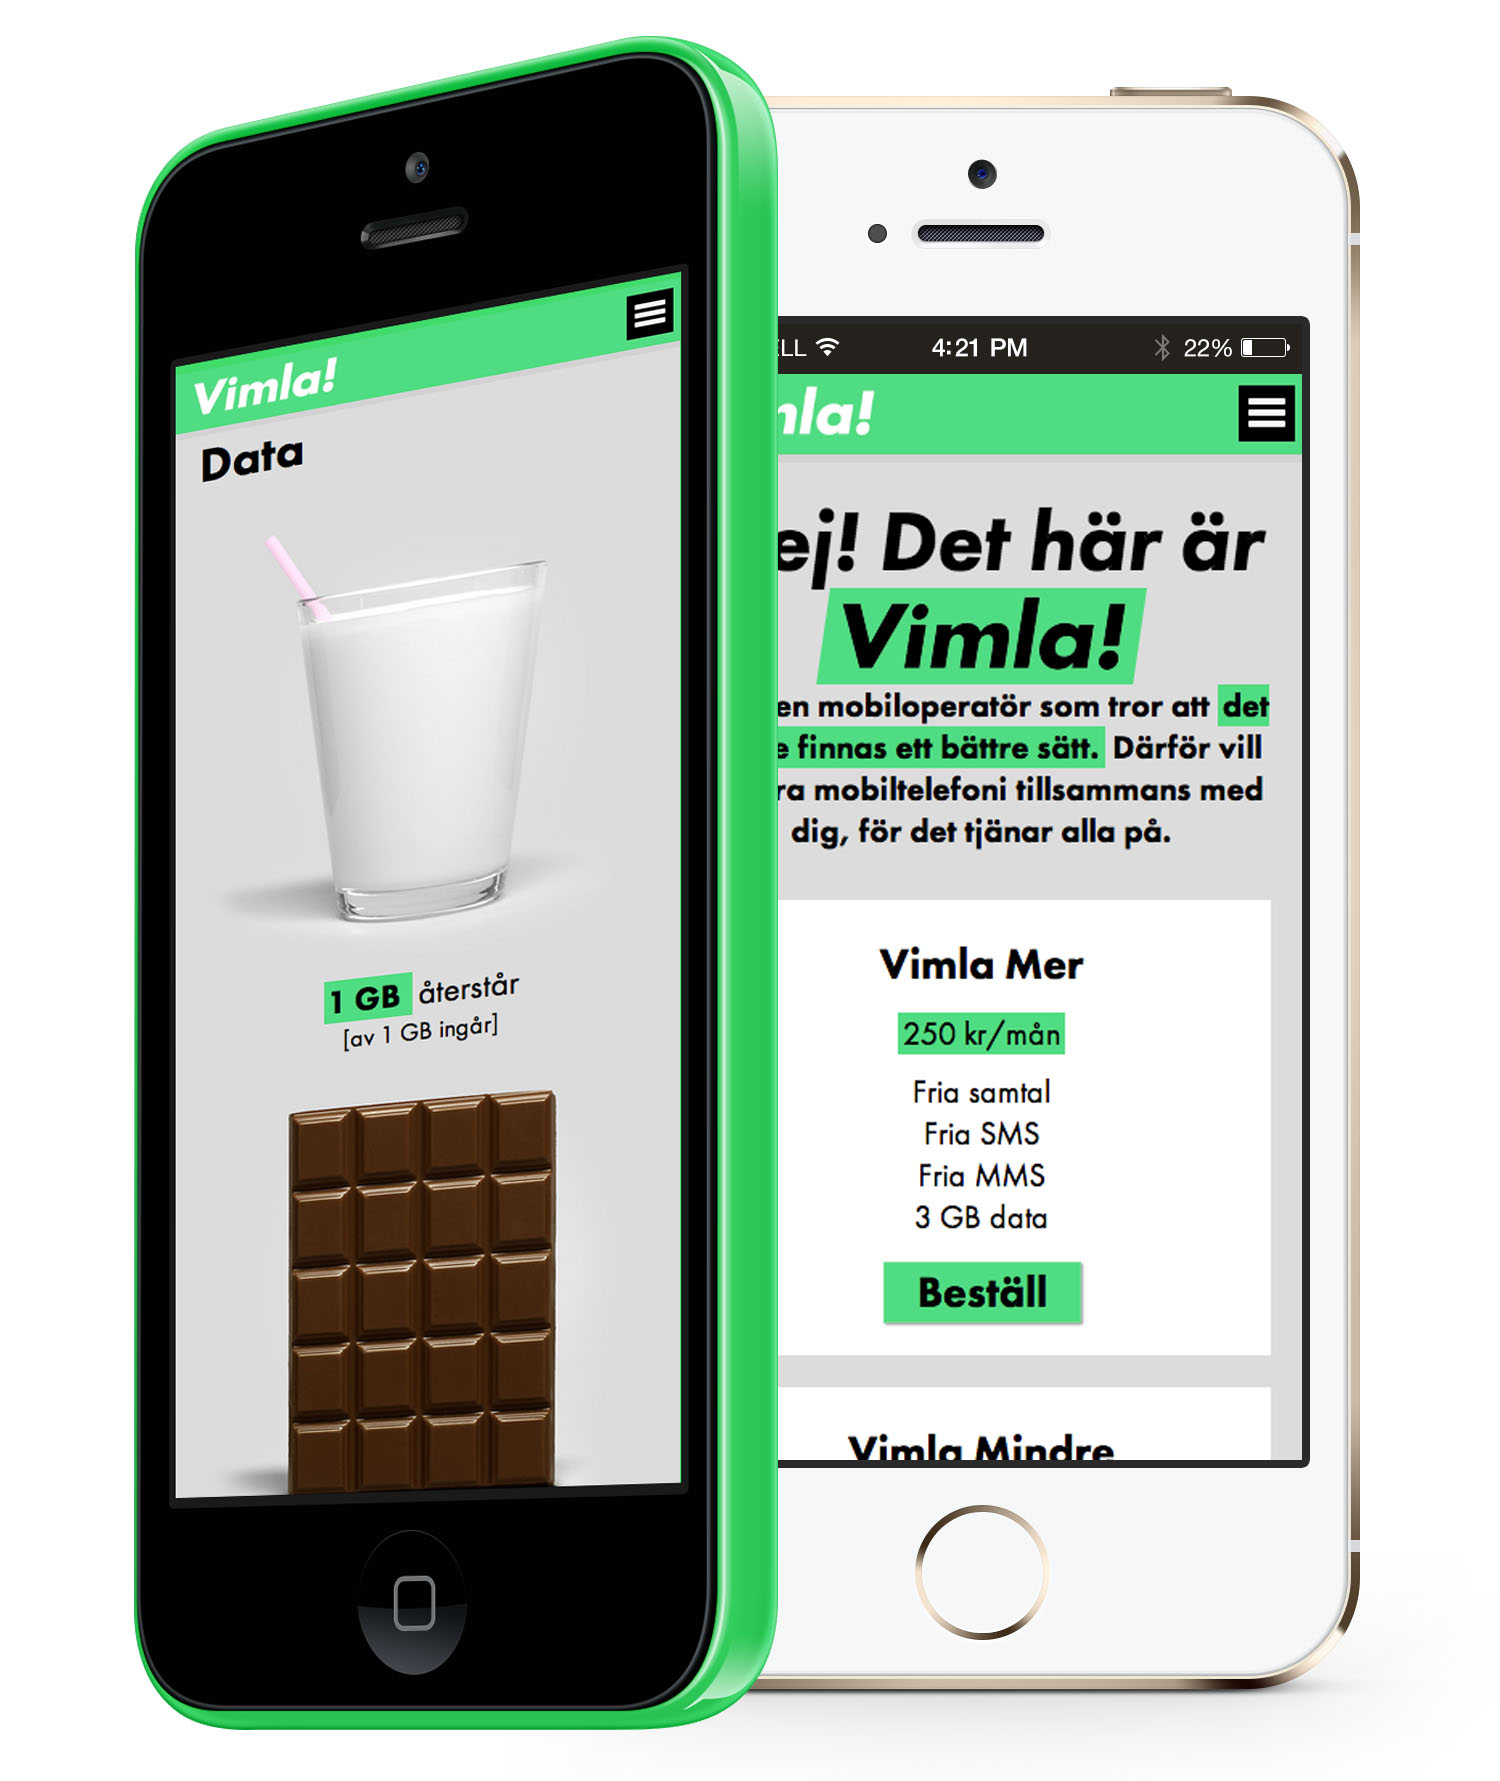 Vimla!
Data
1 GB återstår
[av 1 GB ingår]
ELL
4:21 PM
22%
mla!
ej! Det här är
Vimla!
en mobiloperatör som tror att det
e finnas ett bättre sätt. Därför vill
ra mobiltelefoni tillsammans med
dig, för det tjänar alla på.
Vimla Mer
250 kr/mån
Fria samtal
Fria SMS
Fria MMS
3 GB data
Beställ
Vimla Mindre